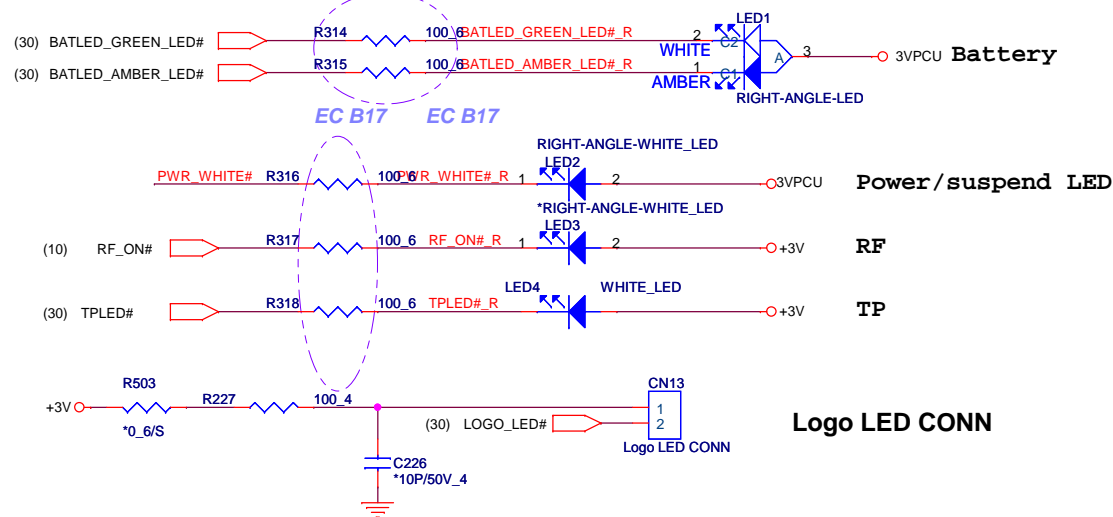 LED1
(30) BATLED_GREEN_LED# R314 100_6 BATLED_GREEN_LED#_R 2 C2
WHITE A 3 3VPCU Battery
(30) BATLED_AMBER_LED# R315 100_6 BATLED_AMBER_LED#_R 1 C1
AMBER
RIGHT-ANGLE-LED
EC B17 EC B17
RIGHT-ANGLE-WHITE_LED
LED2
PWR_WHITE# R316 100_6 PWR_WHITE#_R 1 2 3VPCU Power/suspend LED
*RIGHT-ANGLE-WHITE_LED
LED3
(10) RF_ON# R317 100_6 RF_ON#_R 1 2 +3V RF
LED4 WHITE_LED
(30) TPLED# R318 100_6 TPLED#_R +3V TP
R503 CN13
+3V R227 100_4 1
*0_6/S (30) LOGO_LED# 2 Logo LED CONN
Logo LED CONN
C226
*10P/50V_4